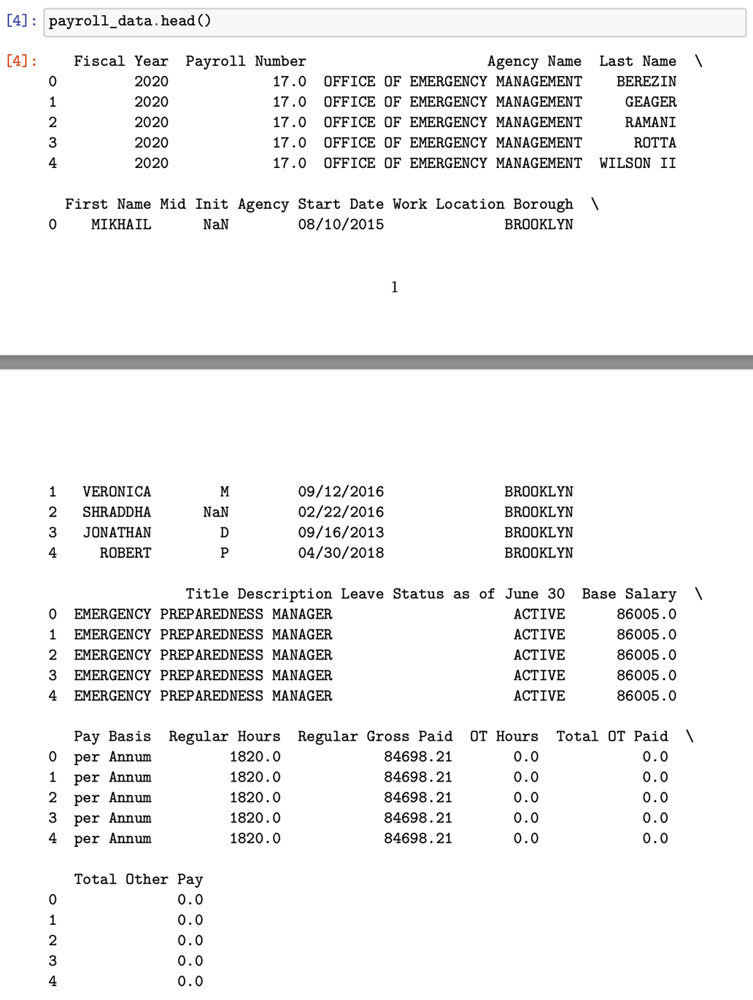 [4]: payroll_data.head()
[4]: Fiscal Year Payroll Number Agency Name Last Name \
0 2020 17.0 OFFICE OF EMERGENCY MANAGEMENT BEREZIN
1 2020 17.0 OFFICE OF EMERGENCY MANAGEMENT GEAGER
2 2020 17.0 OFFICE OF EMERGENCY MANAGEMENT RAMANI
3 2020 17.0 OFFICE OF EMERGENCY MANAGEMENT ROTTA
4 2020 17.0 OFFICE OF EMERGENCY MANAGEMENT WILSON II
First Name Mid Init Agency Start Date Work Location Borough \
0 MIKHAIL NaN 08/10/2015 BROOKLYN
1
1 VERONICA M 09/12/2016 BROOKLYN
2 SHRADDHA NaN 02/22/2016 BROOKLYN
3 JONATHAN D 09/16/2013 BROOKLYN
4 ROBERT P 04/30/2018 BROOKLYN
Title Description Leave Status as of June 30 Base Salary \
0 EMERGENCY PREPAREDNESS MANAGER ACTIVE 86005.0
1 EMERGENCY PREPAREDNESS MANAGER ACTIVE 86005.0
2 EMERGENCY PREPAREDNESS MANAGER ACTIVE 86005.0
3 EMERGENCY PREPAREDNESS MANAGER ACTIVE 86005.0
4 EMERGENCY PREPAREDNESS MANAGER ACTIVE 86005.0
Pay Basis Regular Hours Regular Gross Paid OT Hours Total OT Paid \
0 per Annum 1820.0 84698.21 0.0 0.0
1 per Annum 1820.0 84698.21 0.0 0.0
2 per Annum 1820.0 84698.21 0.0 0.0
3 per Annum 1820.0 84698.21 0.0 0.0
4 per Annum 1820.0 84698.21 0.0 0.0
Total Other Pay
0 0.0
1 0.0
2 0.0
3 0.0
4 0.0